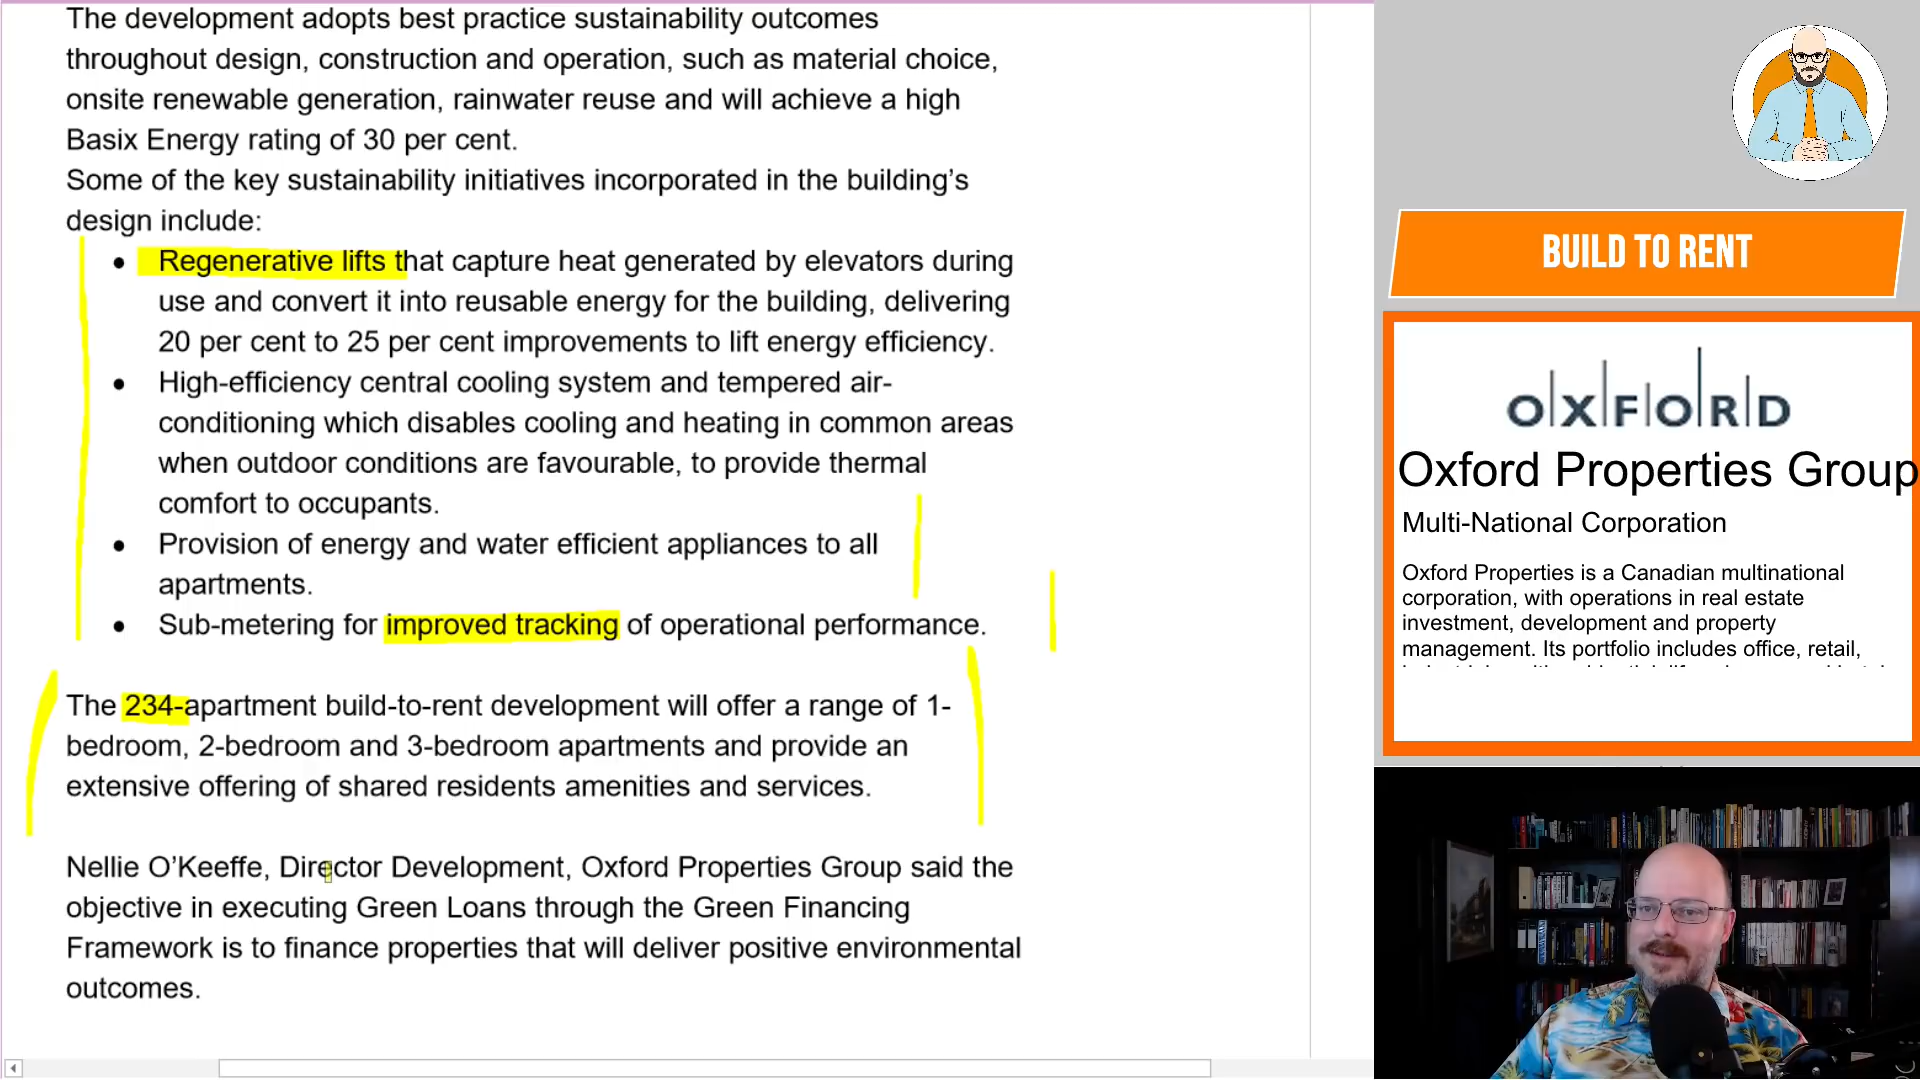 The development adopts best practice sustainability outcomes
throughout design, construction and operation, such as material choice,
onsite renewable generation, rainwater reuse and will achieve a high
Basix Energy rating of 30 per cent.
Some of the key sustainability initiatives incorporated in the building's
design include:
• Regenerative lifts that capture heat generated by elevators during
use and convert it into reusable energy for the building, delivering
20 per cent to 25 per cent improvements to lift energy efficiency.
• High-efficiency central cooling system and tempered air-
conditioning which disables cooling and heating in common areas
when outdoor conditions are favourable, to provide thermal
comfort to occupants.
• Provision of energy and water efficient appliances to all
apartments.
• Sub-metering for improved tracking of operational performance.
The 234-apartment build-to-rent development will offer a range of 1-
bedroom, 2-bedroom and 3-bedroom apartments and provide an
extensive offering of shared residents amenities and services.
Nellie O'Keeffe, Director Development, Oxford Properties Group said the
objective in executing Green Loans through the Green Financing
Framework is to finance properties that will deliver positive environmental
outcomes.
BUILD TO RENT
OXFORD
Oxford Properties Group
Multi-National Corporation
Oxford Properties is a Canadian multinational
corporation, with operations in real estate
investment, development and property
management. Its portfolio includes office, retail,